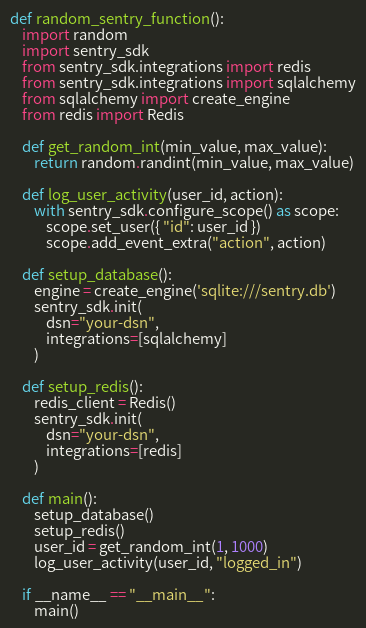 def random_sentry_function():
    import random
    import sentry_sdk
    from sentry_sdk.integrations import redis
    from sentry_sdk.integrations import sqlalchemy
    from sqlalchemy import create_engine
    from redis import Redis

    def get_random_int(min_value, max_value):
        return random.randint(min_value, max_value)

    def log_user_activity(user_id, action):
        with sentry_sdk.configure_scope() as scope:
            scope.set_user({ "id": user_id })
            scope.add_event_extra("action", action)

    def setup_database():
        engine = create_engine('sqlite:///sentry.db')
        sentry_sdk.init(
            dsn="your-dsn",
            integrations=[sqlalchemy]
        )

    def setup_redis():
        redis_client = Redis()
        sentry_sdk.init(
            dsn="your-dsn",
            integrations=[redis]
        )

    def main():
        setup_database()
        setup_redis()
        user_id = get_random_int(1, 1000)
        log_user_activity(user_id, "logged_in")

    if __name__ == "__main__":
        main()